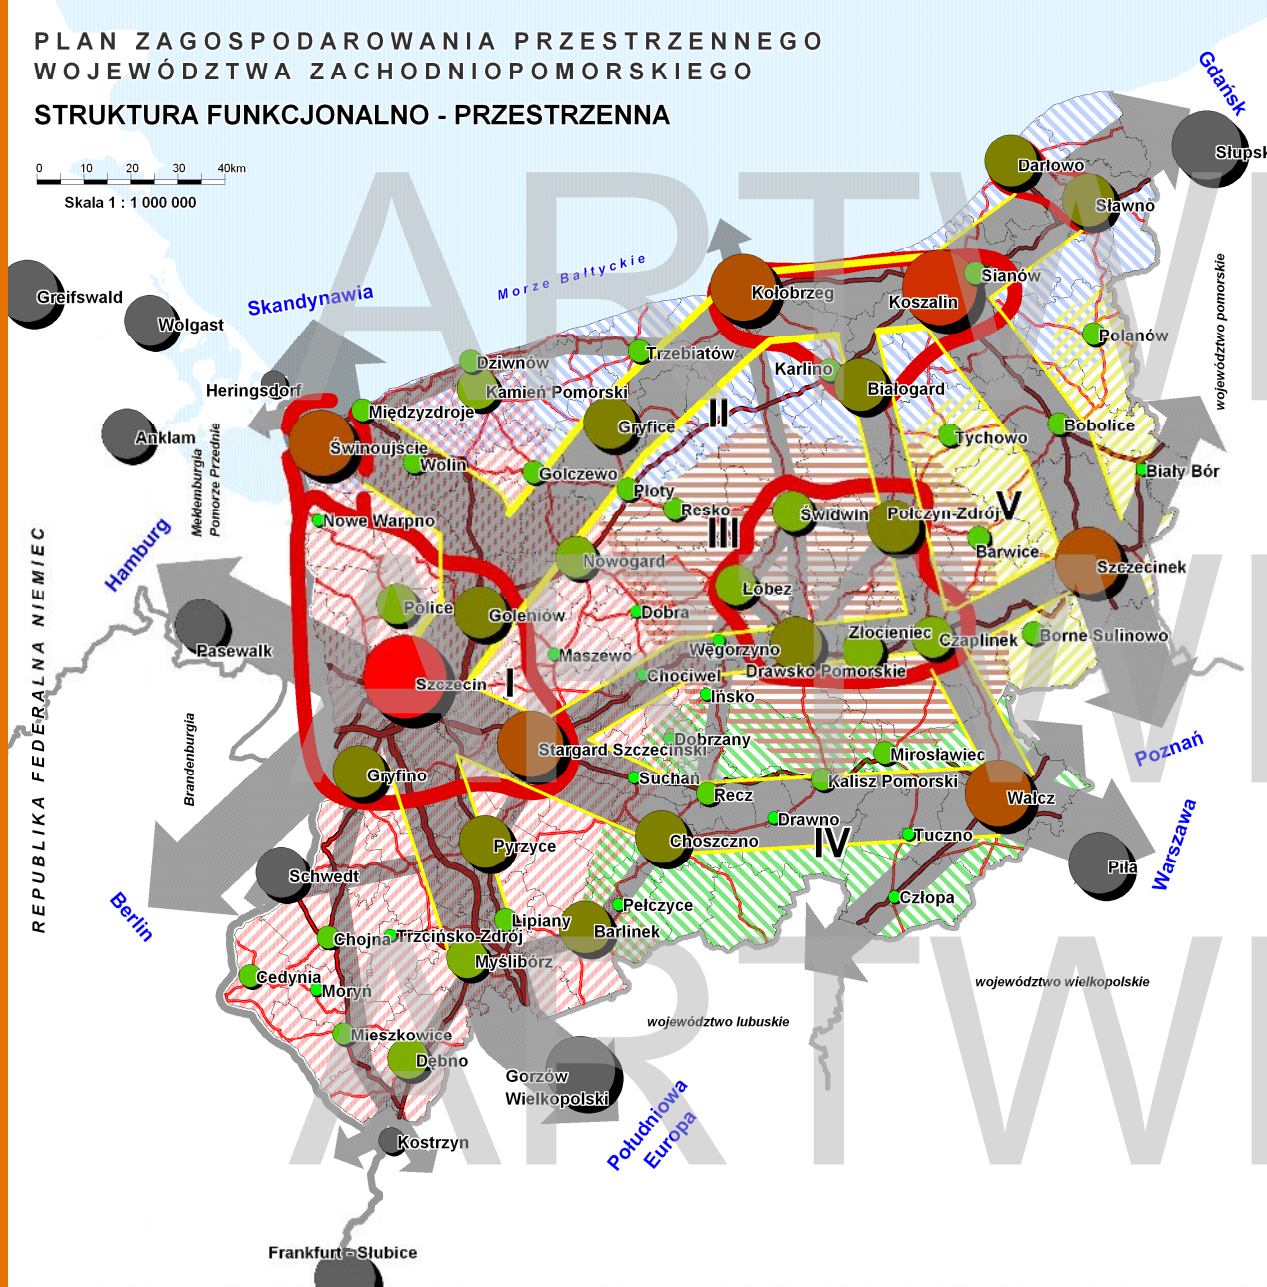 PLAN ZAGOSPODAROWANIA PRZESTRZENNEGO
WOJEWÓDZTWA ZACHODNIOPOMORSKIEGO
STRUKTURA FUNKCJONALNO - PRZESTRZENNA
0 10 20 30 40km
Skala 1 : 1 000 000
Gdańsk
Słupsk
Darłowo
Sławno
województwo pomorskie
Morze Bałtyckie
Sianów
Kołobrzeg
Koszalin
Greifswald
Skandynawia
Wolgast
Polanów
Trzebiatów
Dziwnów
Karlino
Heringsdorf
Kamień Pomorski
Białogard
Międzyzdroje
II
Gryfice
Bobolice
Anklam
Meklemburgia
Pomorze Przednie
Tychowo
Świnoujście
Wolin
Golczewo
Biały Bór
Płoty
V
Resko
Świdwin
Połczyn-Zdrój
Nowe Warpno
III
Hamburg
Barwice
Nowogard
Szczecinek
Łobez
Police
Goleniów
Dobra
Złocieniec
Czaplinek
Borne Sulinowo
Pasewalk
Maszewo
Węgorzyno
Drawsko Pomorskie
Szczecin
I
Chociwel
Ińsko
REPUBLIKA FEDERALNA NIEMIEC
Brandenburgia
Dobrzany
Stargard Szczeciński
Mirosławiec
Poznań
Gryfino
Suchań
Kalisz Pomorski
Recz
Wałcz
Drawno
Tuczno
Warszawa
Pyrzyce
Choszczno
IV
Piła
Schwedt
Człopa
Berlin
Pełczyce
Lipiany
Barlinek
Chojna
Trzcińsko-Zdrój
Myślibórz
Cedynia
Moryń
województwo wielkopolskie
województwo lubuskie
Mieszkowice
Dębno
Gorzów
Wielkopolski
Południowa
Europa
Kostrzyn
Frankfurt - Słubice
ARTWI
ARTWI
ARTWI